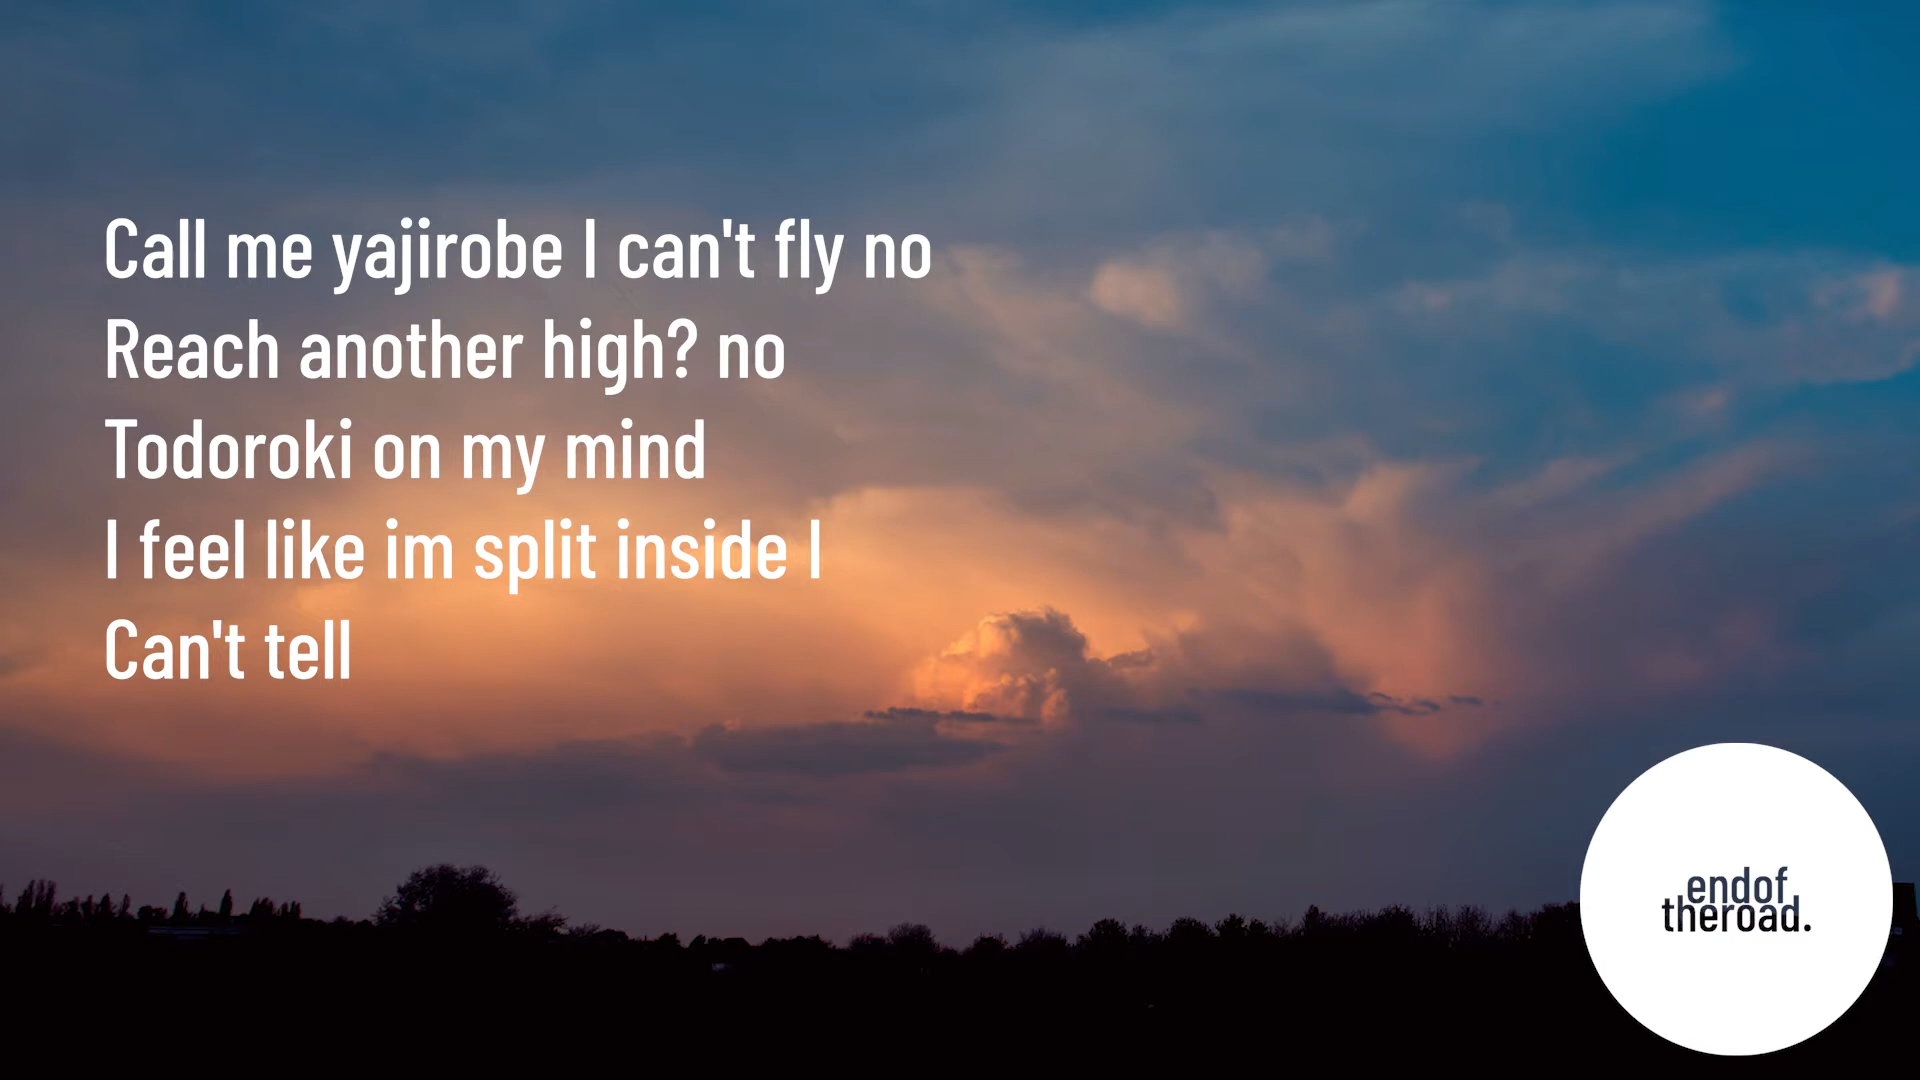 Call me yajirobe I can't fly no
Reach another high? no
Todoroki on my mind
I feel like im split inside I
Can't tell
endof
theroad.